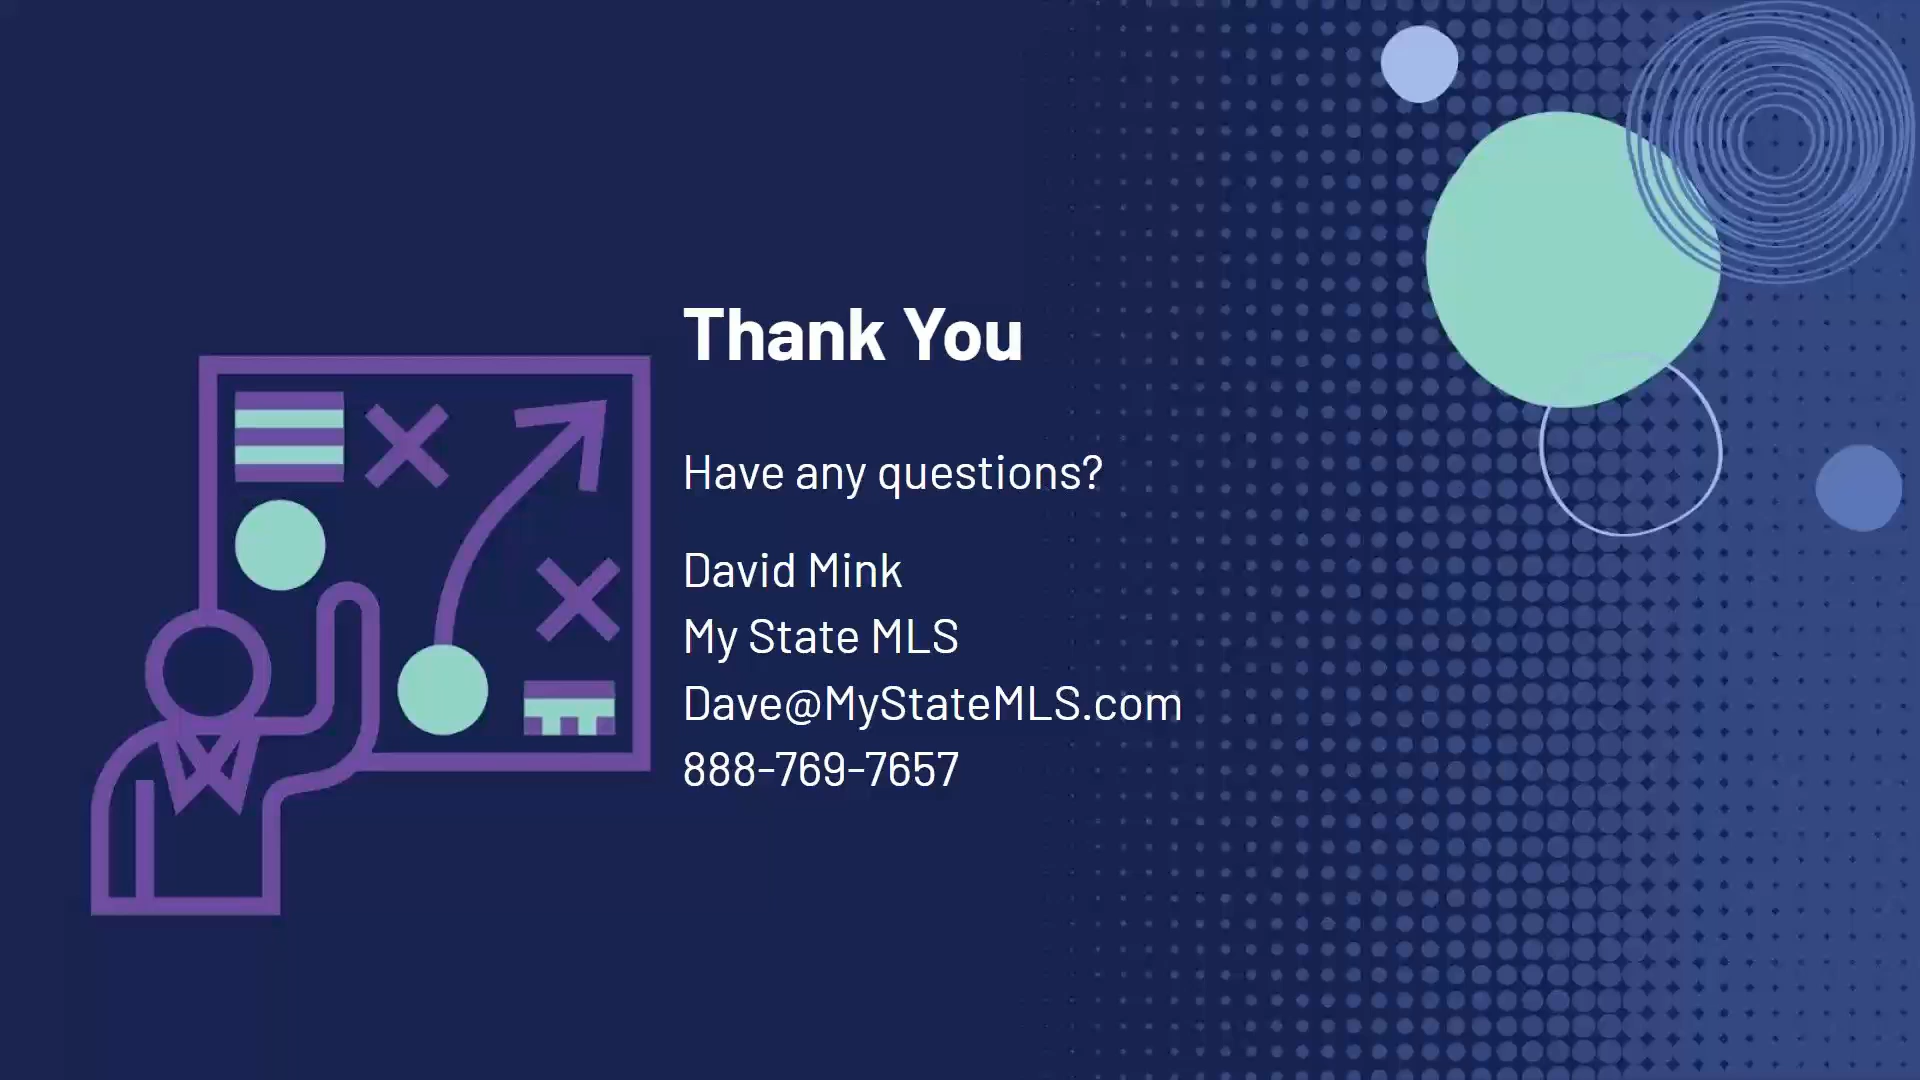 Thank You
Have any questions?
David Mink
My State MLS
Dave@MyStateMLS.com
888-769-7657